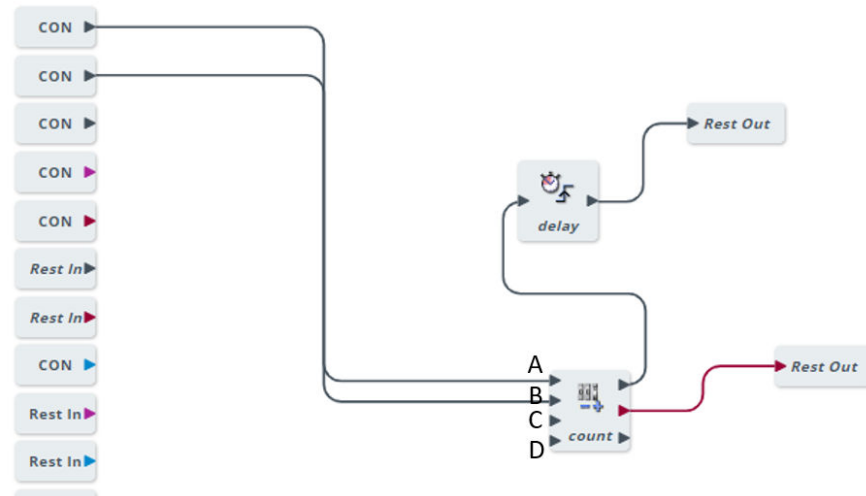 CON
CON
CON
CON
CON
Rest In
Rest In
CON
Rest In
Rest In
Rest Out
delay
Rest Out
A
B
C
D
count